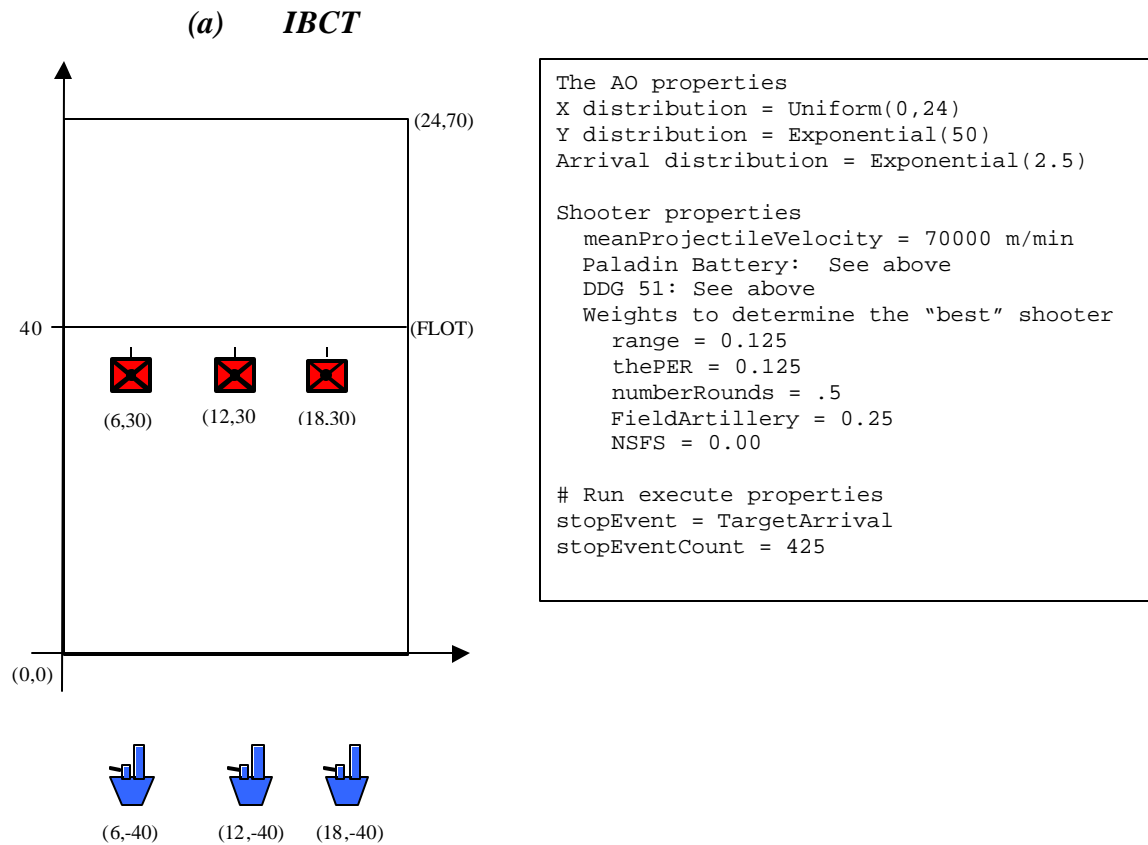 (a) IBCT
(24,70)
40
(FLOT)
(6,30)
(12,30
(18,30)
(0,0)
(6,-40)
(12,-40)
(18,-40)
The AO properties
X distribution = Uniform(0,24)
Y distribution = Exponential(50)
Arrival distribution = Exponential(2.5)
Shooter properties
meanProjectileVelocity = 70000 m/min
Paladin Battery: See above
DDG 51: See above
Weights to determine the “best” shooter
range = 0.125
thePER = 0.125
numberRounds = .5
FieldArtillery = 0.25
NSFS = 0.00
# Run execute properties
stopEvent = TargetArrival
stopEventCount = 425